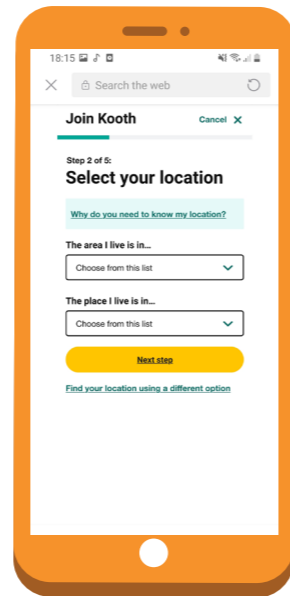 18:15
Search the web
Join Kooth
Cancel X
Step 2 of 5:
Select your location
Why do you need to know my location?
The area I live is in...
Choose from this list
The place I live is in...
Choose from this list
Next step
Find your location using a different option